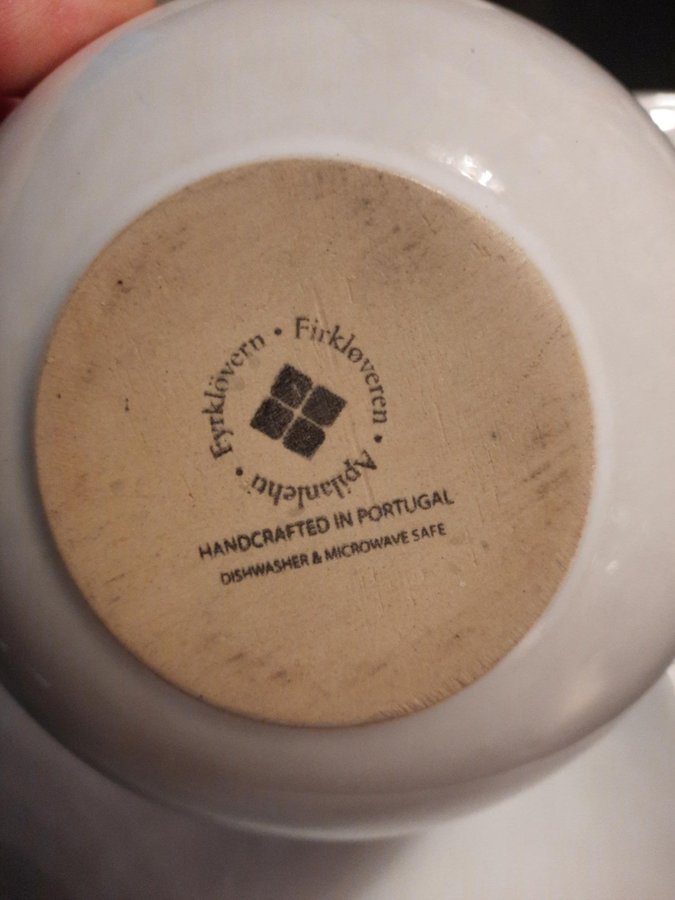 Fyrklövern • Firkløveren • Apilanlehti •
HANDCRAFTED IN PORTUGAL
DISHWASHER & MICROWAVE SAFE